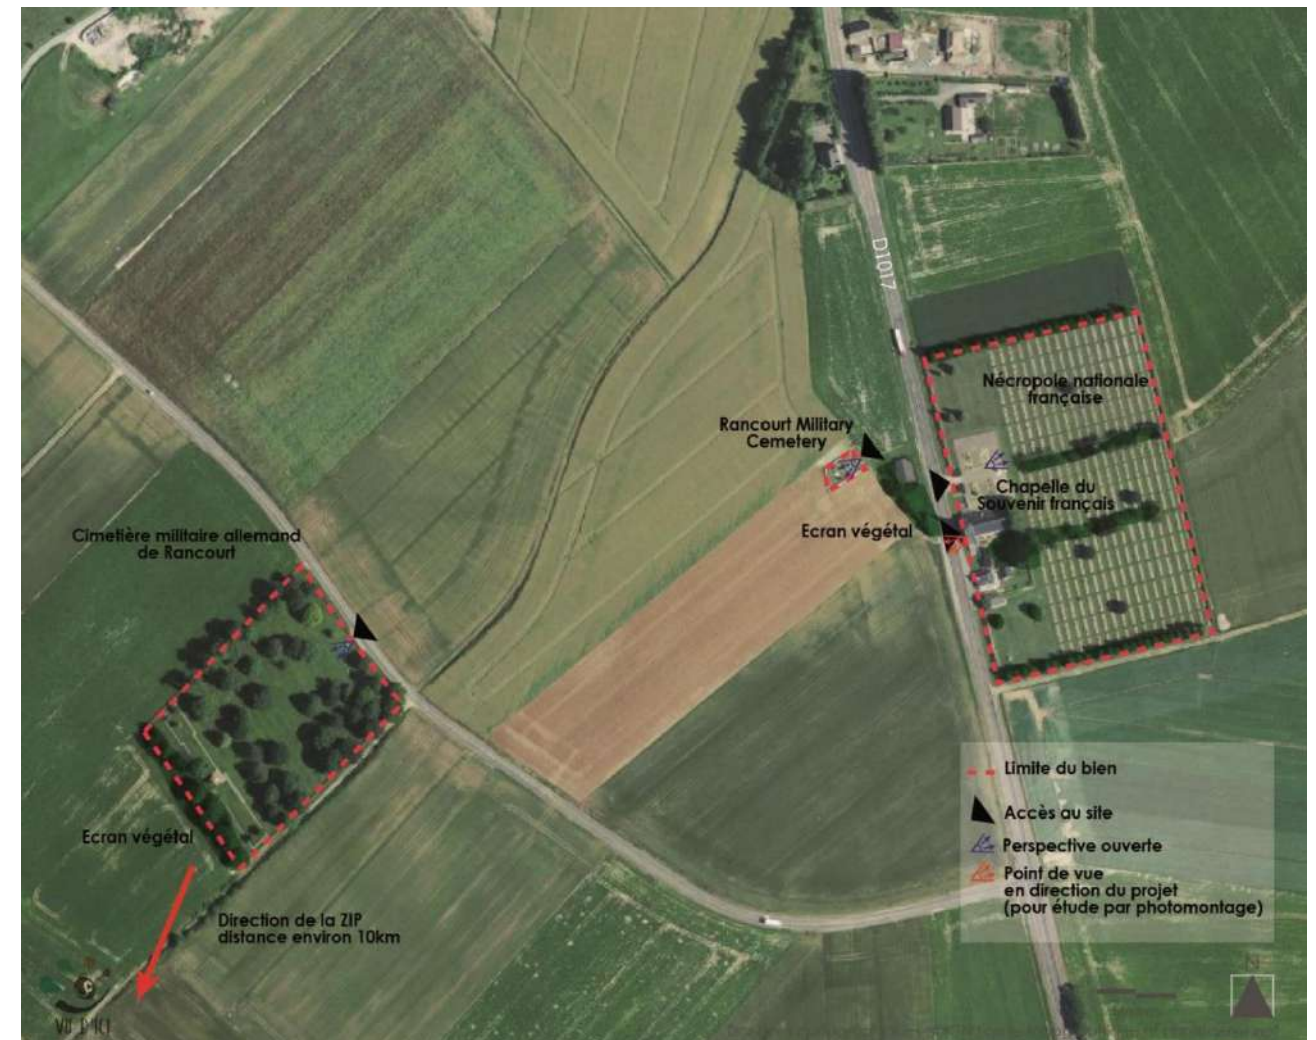 D1017
Nécropole nationale
française
Rancourt Military
Cemetery
Chapelle du
Souvenir français
Ecran végétal
Cimetière militaire allemand
de Rancourt
Ecran végétal
Direction de la ZIP
distance environ 10km
Limite du bien
Accès au site
Perspective ouverte
Point de vue
en direction du projet
(pour étude par photomontage)
N
VU D'ICI